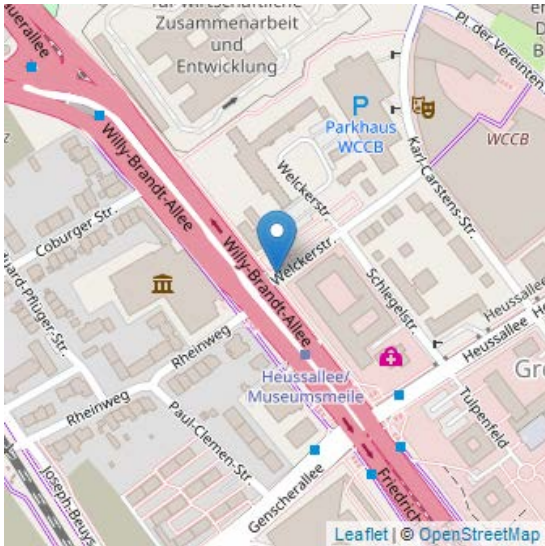 für wirtschaftliche
Zusammenarbeit
und
Entwicklung
Pl. der Vereinten
WCCB
Parkhaus
WCCB
Karl-Carstens-Str.
Willy-Brandt-Allee
Welckerstr.
Coburger Str.
Willy-Brandt-Allee
Welckerstr.
Schlegelstr.
Heussallee
Heussallee
Rheinweg
Heussallee/
Museumsmeile
Tulpenfeld
Rheinweg
Paul-Clemen-Str.
Genscherallee
Friedrich
Joseph-Beuys
Leaflet | © OpenStreetMap